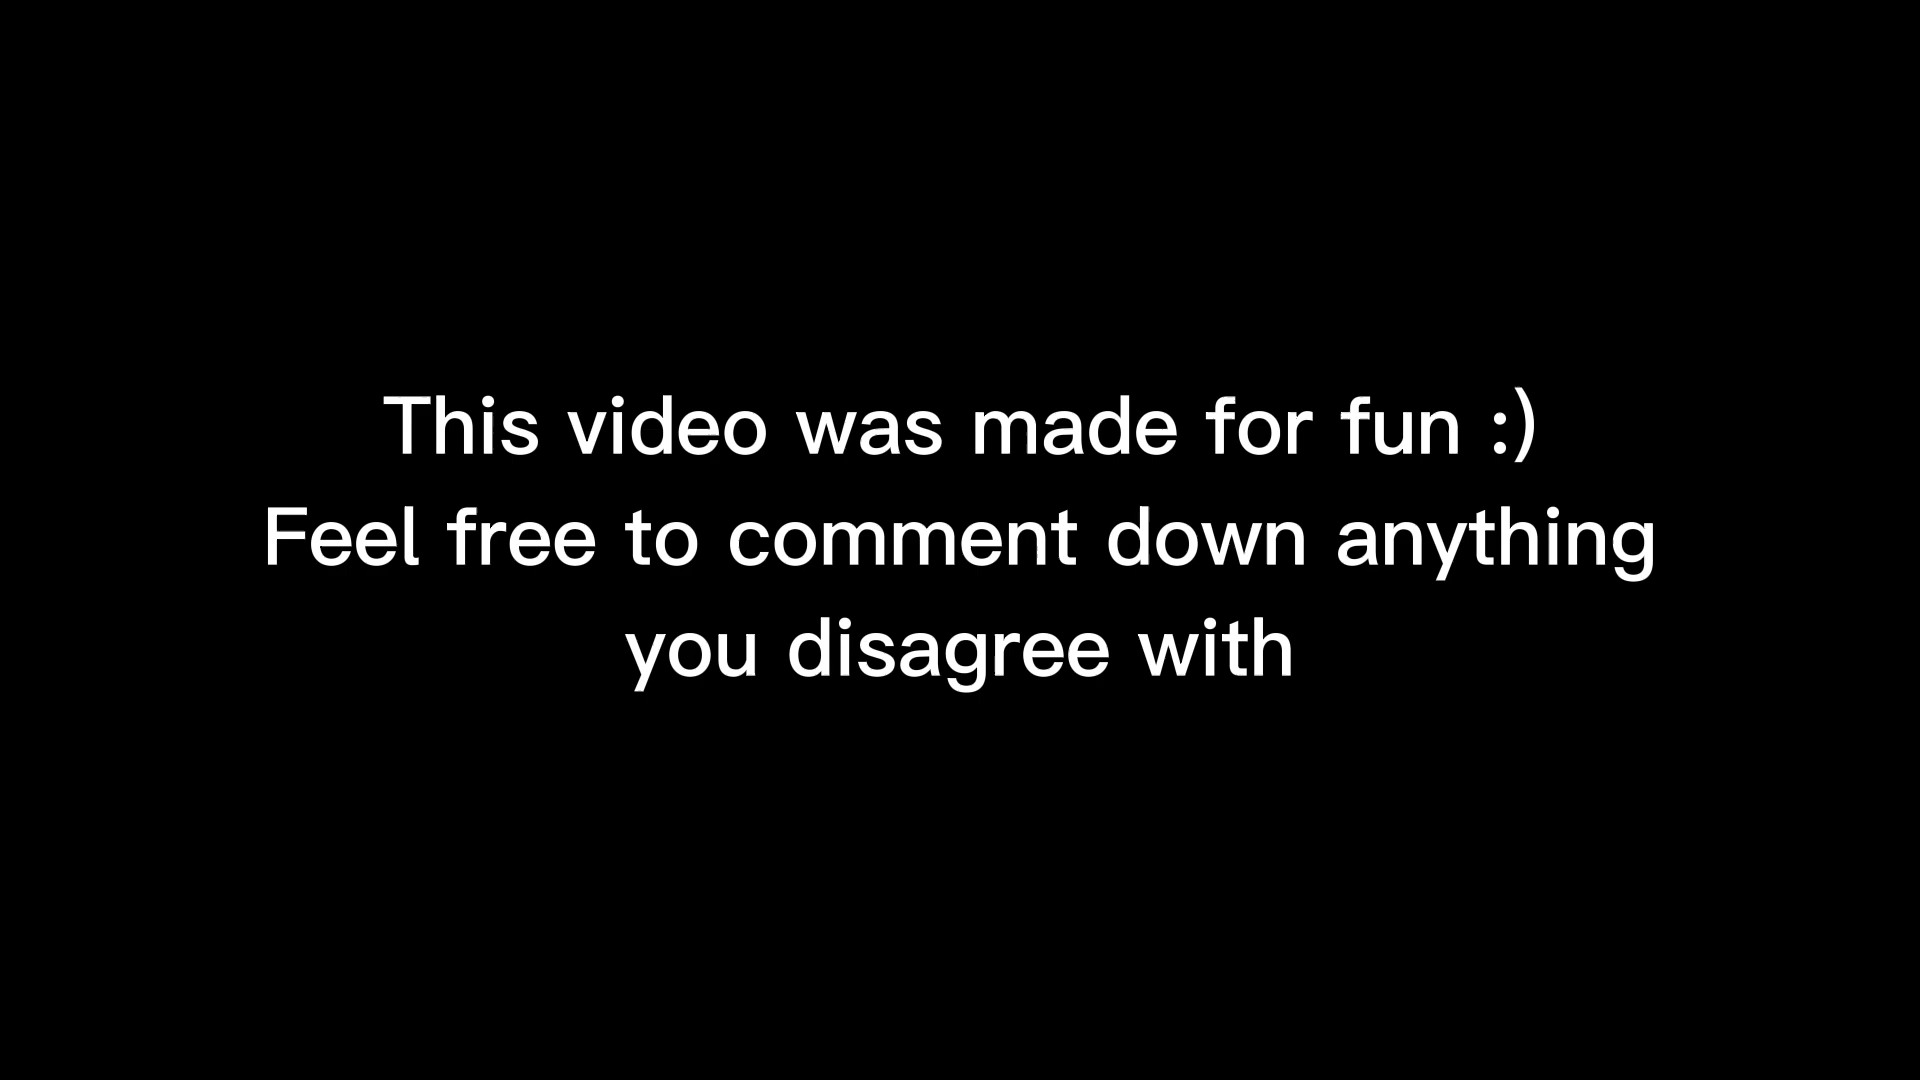 This video was made for fun :)
Feel free to comment down anything
you disagree with